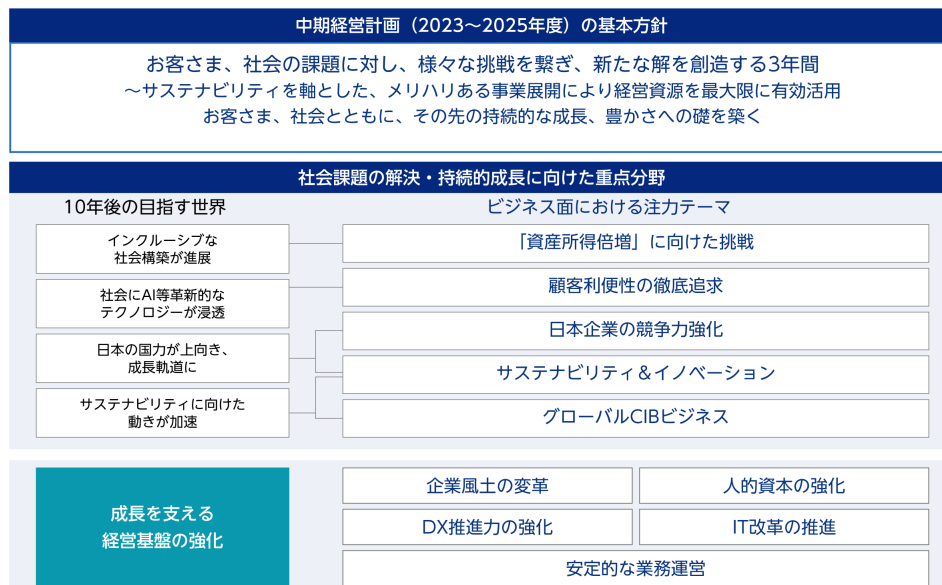 中期経営計画（2023～2025年度）の基本方針
お客さま、社会の課題に対し、様々な挑戦を繋ぎ、新たな解を創造する3年間
～サステナビリティを軸とした、メリハリある事業展開により経営資源を最大限に有効活用
お客さま、社会とともに、その先の持続的な成長、豊かさへの礎を築く
社会課題の解決・持続的成長に向けた重点分野
10年後の目指す世界
ビジネス面における注力テーマ
インクルーシブな
社会構築が進展
「資産所得倍増」に向けた挑戦
社会にAI等革新的な
テクノロジーが浸透
顧客利便性の徹底追求
日本の国力が上向き、
成長軌道に
日本企業の競争力強化
サステナビリティ＆イノベーション
サステナビリティに向けた
動きが加速
グローバルCIBビジネス
成長を支える
経営基盤の強化
企業風土の変革
人的資本の強化
DX推進力の強化
IT改革の推進
安定的な業務運営